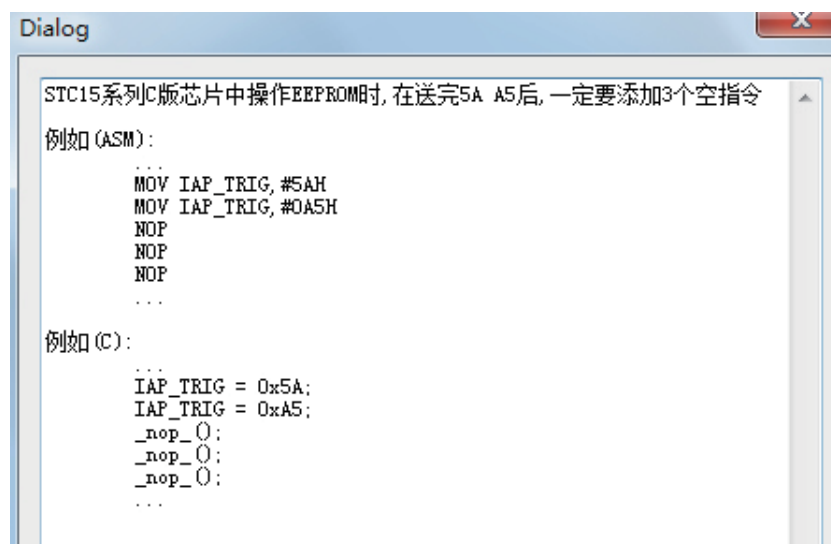 Dialog
STC15系列C版芯片中操作EEPROM时,在送完5A A5后,一定要添加3个空指令
例如(ASM):
...
MOV IAP_TRIG,#5AH
MOV IAP_TRIG,#0A5H
NOP
NOP
NOP
...
例如(C):
...
IAP_TRIG = 0x5A;
IAP_TRIG = 0xA5;
_nop_();
_nop_();
_nop_();
...